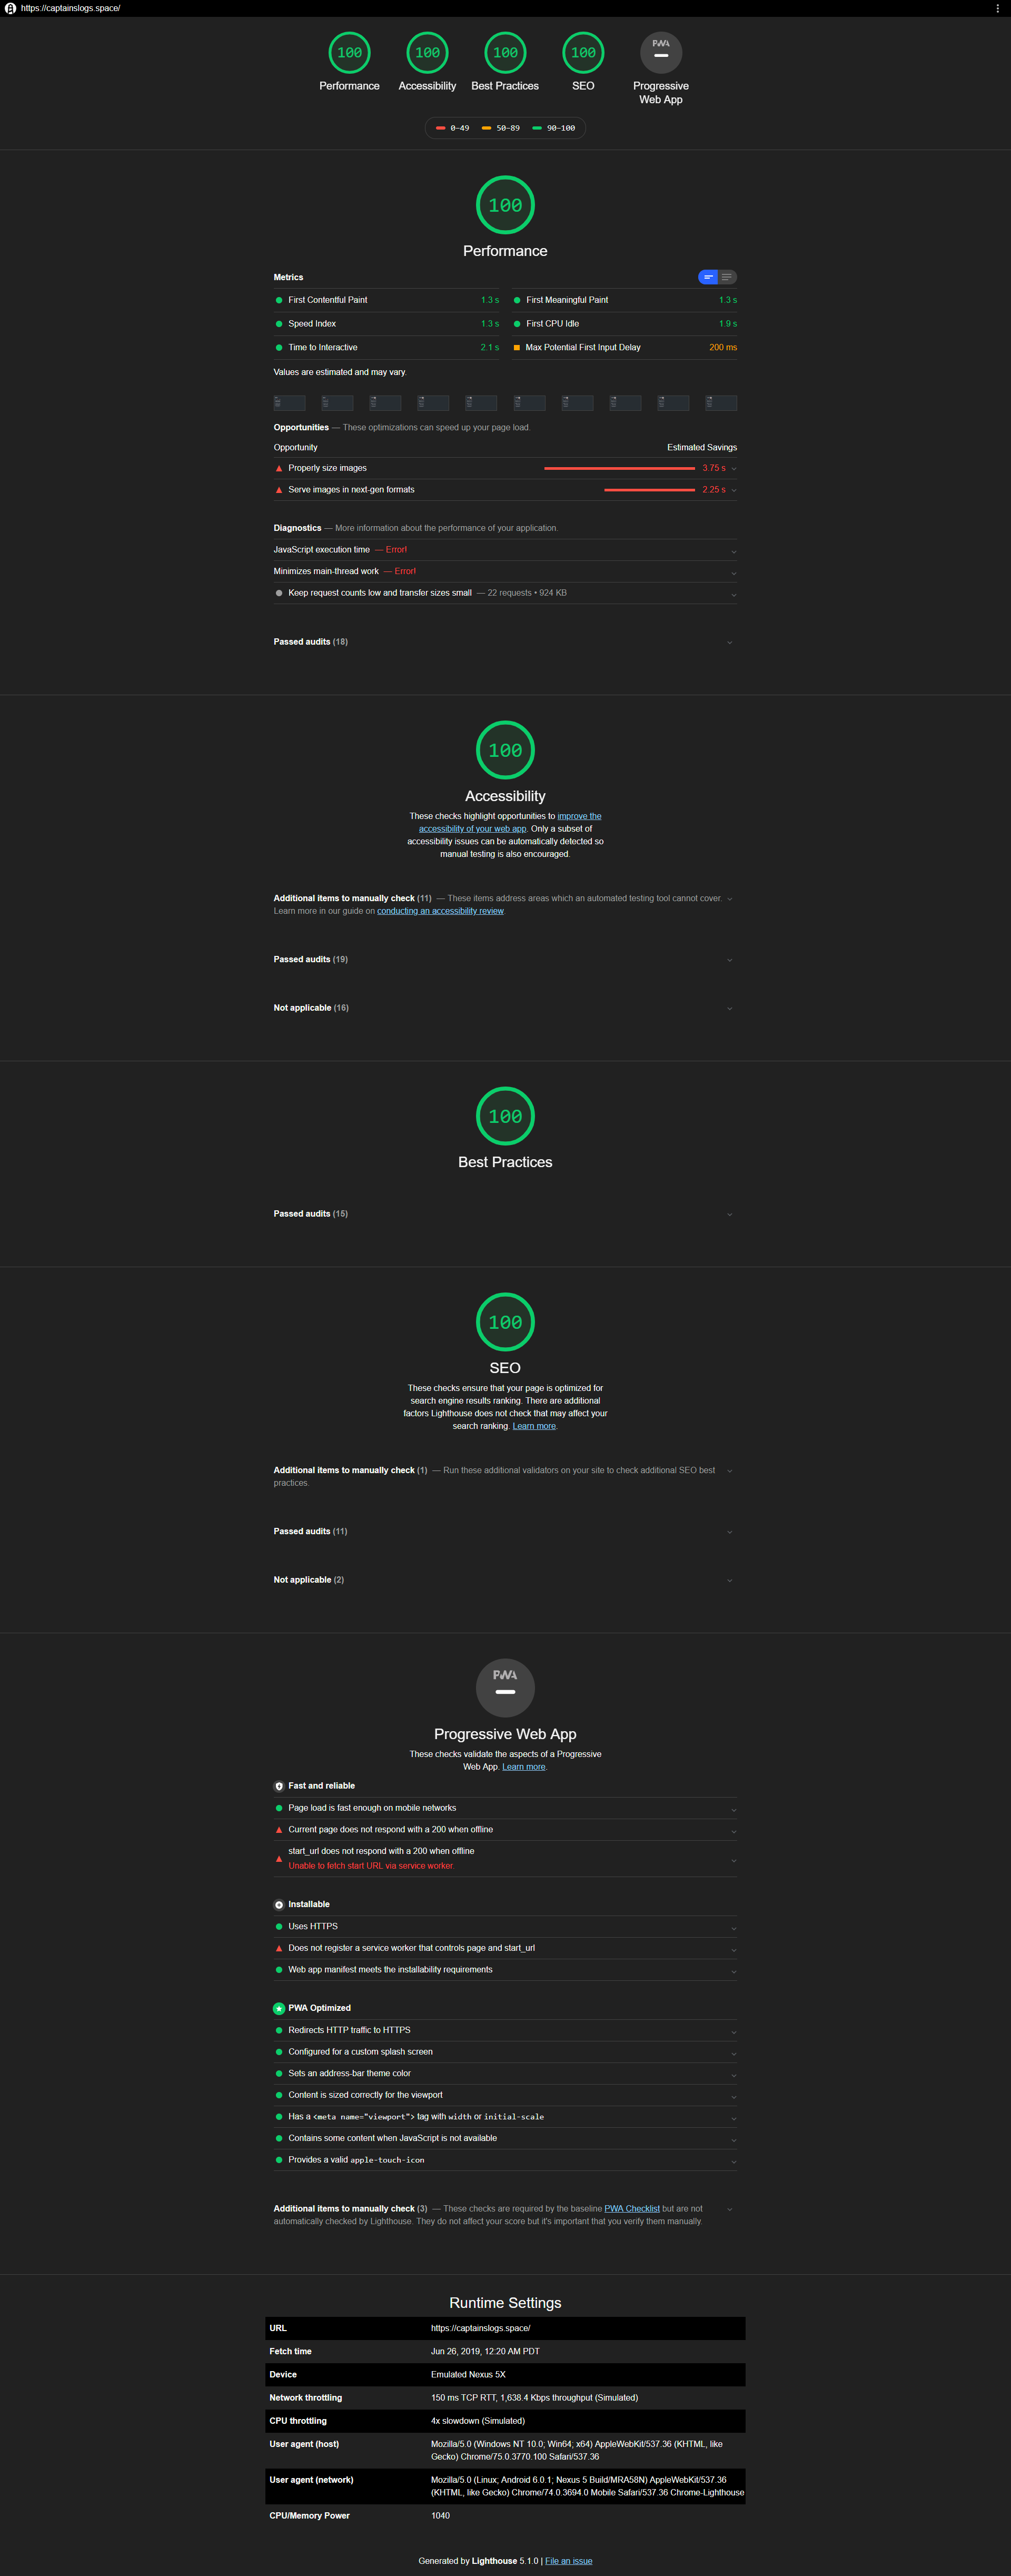 https://captainslogs.space/
100
100
100
100
PWA
Performance
Accessibility
Best Practices
SEO
Progressive
Web App
0–49
50–89
90–100
100
Performance
Metrics
First Contentful Paint
1.3 s
First Meaningful Paint
1.3 s
Speed Index
1.3 s
First CPU Idle
1.9 s
Time to Interactive
2.1 s
Max Potential First Input Delay
200 ms
Values are estimated and may vary.
Opportunities — These optimizations can speed up your page load.
Opportunity
Estimated Savings
Properly size images
3.75 s
Serve images in next-gen formats
2.25 s
Diagnostics — More information about the performance of your application.
JavaScript execution time — Error!
Minimizes main-thread work — Error!
Keep request counts low and transfer sizes small — 22 requests • 924 KB
Passed audits (18)
100
Accessibility
These checks highlight opportunities to improve the
accessibility of your web app. Only a subset of
accessibility issues can be automatically detected so
manual testing is also encouraged.
Additional items to manually check (11) — These items address areas which an automated testing tool cannot cover.
Learn more in our guide on conducting an accessibility review.
Passed audits (19)
Not applicable (16)
100
Best Practices
Passed audits (15)
100
SEO
These checks ensure that your page is optimized for
search engine results ranking. There are additional
factors Lighthouse does not check that may affect your
search ranking. Learn more.
Additional items to manually check (1) — Run these additional validators on your site to check additional SEO best
practices.
Passed audits (11)
Not applicable (2)
PWA
Progressive Web App
These checks validate the aspects of a Progressive
Web App. Learn more.
Fast and reliable
Page load is fast enough on mobile networks
Current page does not respond with a 200 when offline
start_url does not respond with a 200 when offline
Unable to fetch start URL via service worker.
Installable
Uses HTTPS
Does not register a service worker that controls page and start_url
Web app manifest meets the installability requirements
PWA Optimized
Redirects HTTP traffic to HTTPS
Configured for a custom splash screen
Sets an address-bar theme color
Content is sized correctly for the viewport
Has a <meta name="viewport"> tag with width or initial-scale
Contains some content when JavaScript is not available
Provides a valid apple-touch-icon
Additional items to manually check (3) — These checks are required by the baseline PWA Checklist but are not
automatically checked by Lighthouse. They do not affect your score but it's important that you verify them manually.
Runtime Settings
URL
https://captainslogs.space/
Fetch time
Jun 26, 2019, 12:20 AM PDT
Device
Emulated Nexus 5X
Network throttling
150 ms TCP RTT, 1,638.4 Kbps throughput (Simulated)
CPU throttling
4x slowdown (Simulated)
User agent (host)
Mozilla/5.0 (Windows NT 10.0; Win64; x64) AppleWebKit/537.36 (KHTML, like
Gecko) Chrome/75.0.3770.100 Safari/537.36
User agent (network)
Mozilla/5.0 (Linux; Android 6.0.1; Nexus 5 Build/MRA58N) AppleWebKit/537.36
(KHTML, like Gecko) Chrome/74.0.3694.0 Mobile Safari/537.36 Chrome-Lighthouse
CPU/Memory Power
1040
Generated by Lighthouse 5.1.0 | File an issue